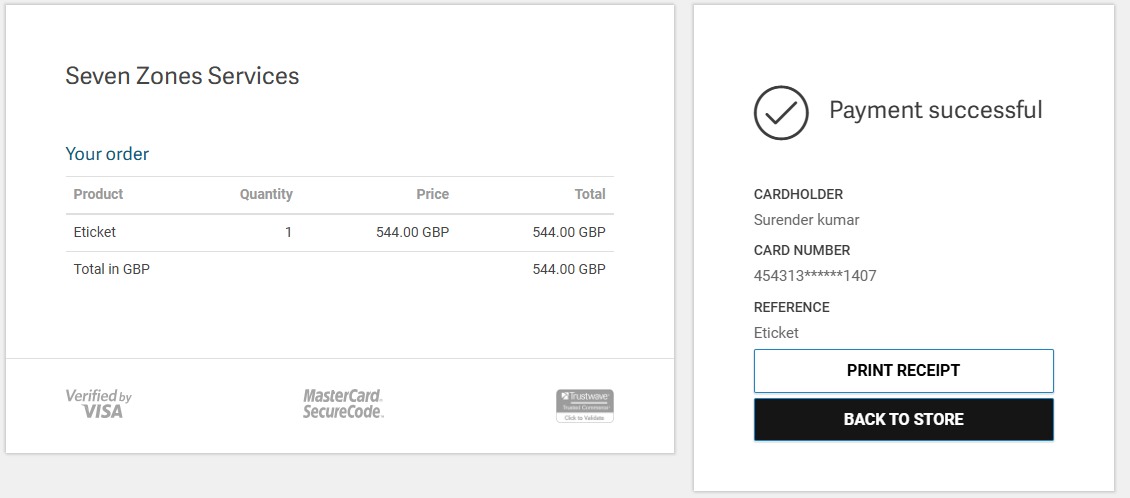 Seven Zones Services
Your order
Product Quantity Price Total
Eticket 1 544.00 GBP 544.00 GBP
Total in GBP 544.00 GBP
Verified by
VISA
MasterCard.
SecureCode.
Trustwave
Trusted Commerce
Click to Validate
Payment successful
CARDHOLDER
Surender kumar
CARD NUMBER
454313******1407
REFERENCE
Eticket
PRINT RECEIPT
BACK TO STORE